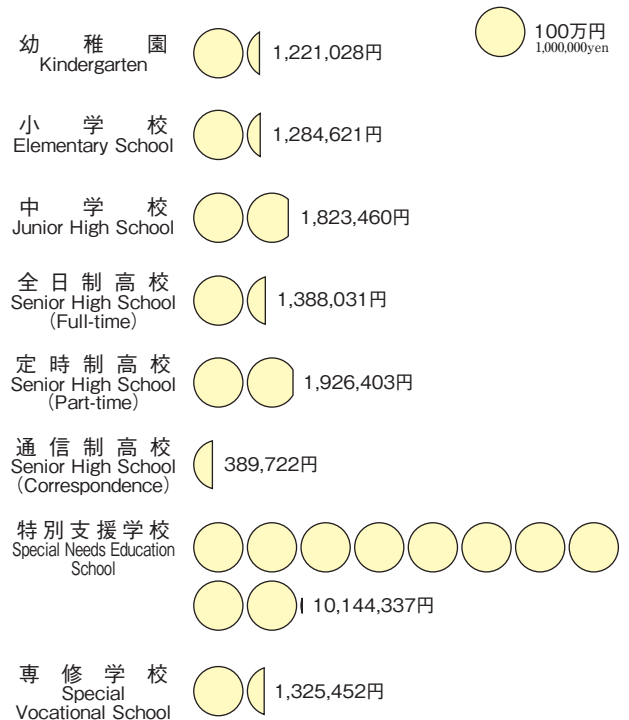 100万円
1,000,000yen
幼稚園
Kindergarten
1,221,028円
小学校
Elementary School
1,284,621円
中学校
Junior High School
1,823,460円
全日制高校
Senior High School
（Full-time）
1,388,031円
定時制高校
Senior High School
（Part-time）
1,926,403円
通信制高校
Senior High School
（Correspondence）
389,722円
特別支援学校
Special Needs Education
School
10,144,337円
専修学校
Special
Vocational School
1,325,452円